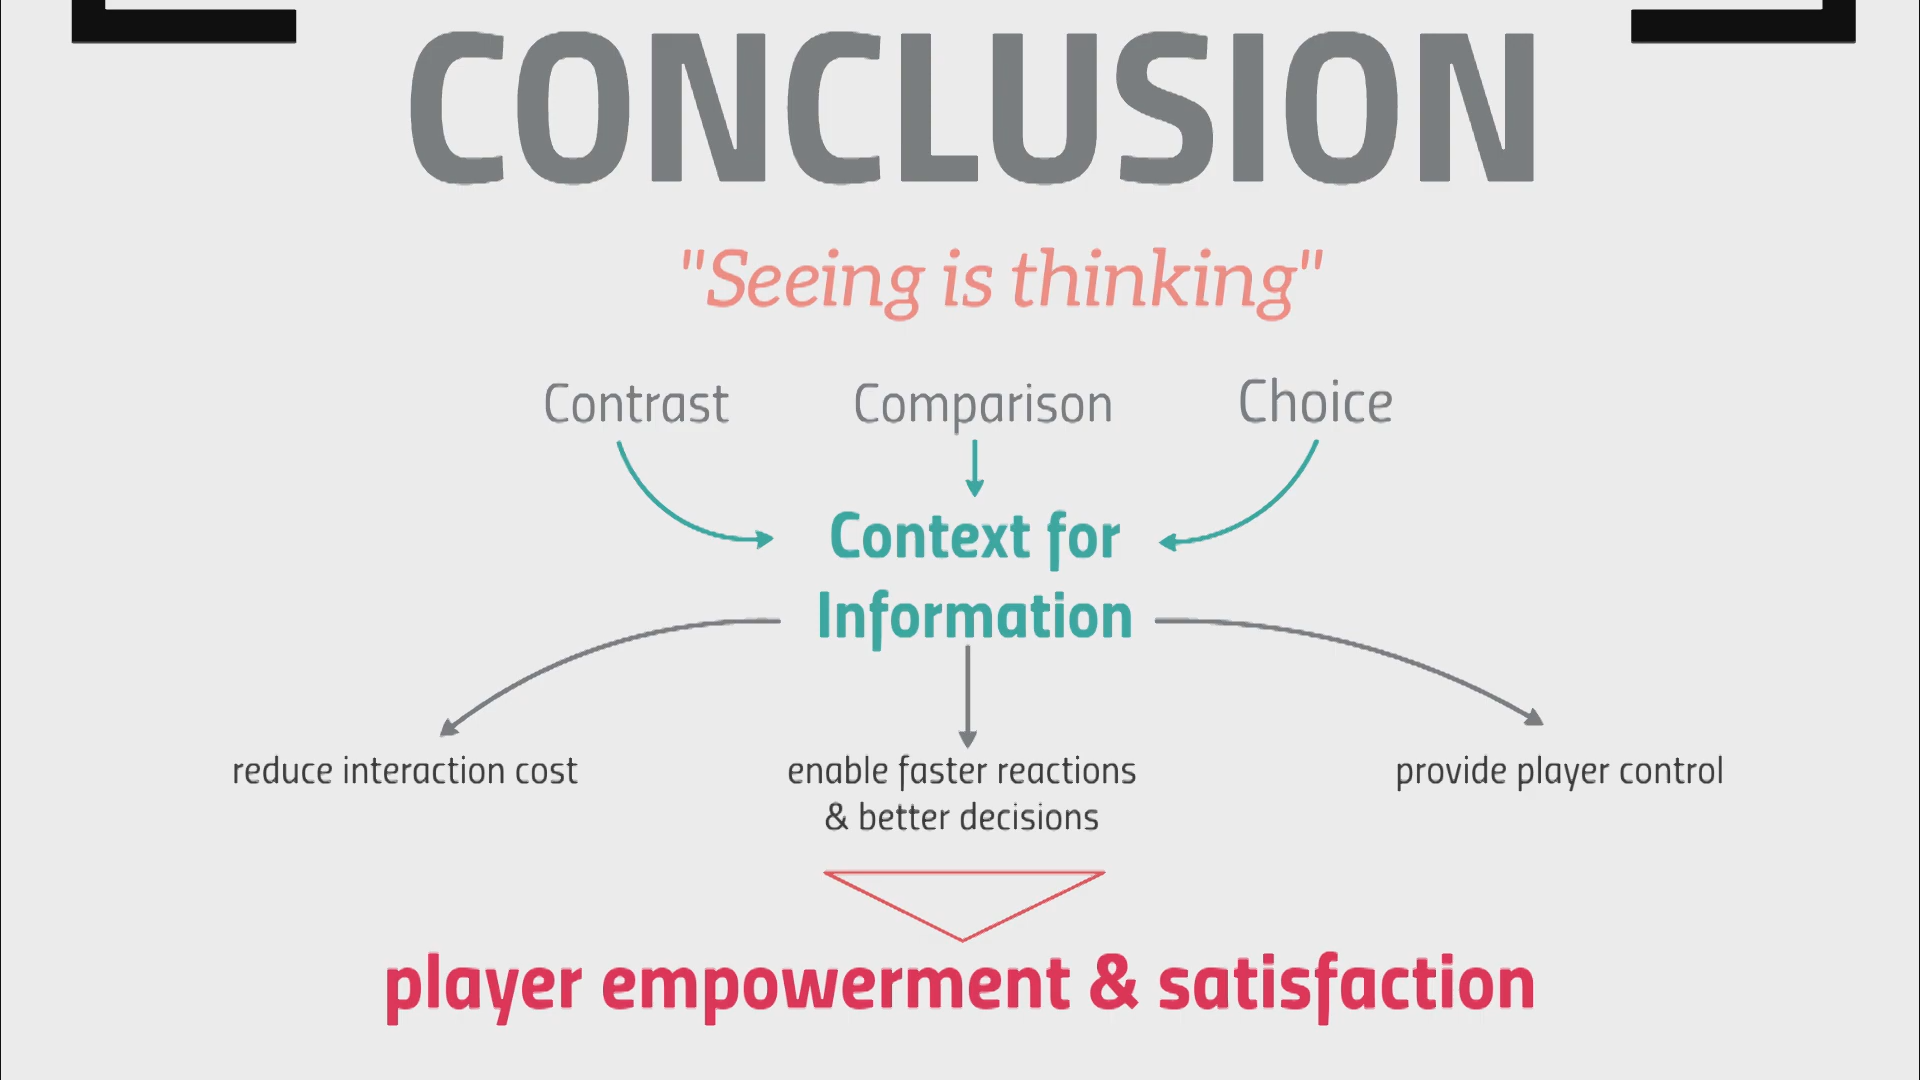 CONCLUSION
"Seeing is thinking"
Contrast
Comparison
Choice
Context for
Information
reduce interaction cost
enable faster reactions
& better decisions
provide player control
player empowerment & satisfaction